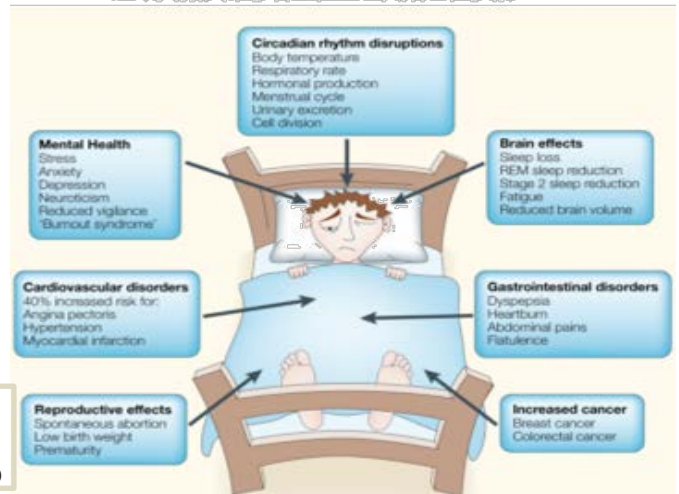 Circadian rhythm disruptions
Body temperature
Respiratory rate
Hormonal production
Menstrual cycle
Urinary excretion
Cell division
Mental Health
Stress
Anxiety
Depression
Neuroticism
Reduced vigilance
'Burnout syndrome'
Brain effects
Sleep loss
REM sleep reduction
Stage 2 sleep reduction
Fatigue
Reduced brain volume
Cardiovascular disorders
40% increased risk for:
Angina pectoris
Hypertension
Myocardial infarction
Gastrointestinal disorders
Dyspepsia
Heartburn
Abdominal pains
Flatulence
Reproductive effects
Spontaneous abortion
Low birth weight
Prematurity
Increased cancer
Breast cancer
Colorectal cancer